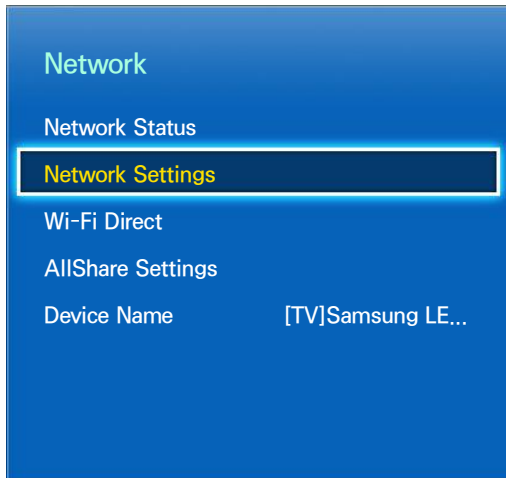 Network
Network Status
Network Settings
Wi-Fi Direct
AllShare Settings
Device Name [TV]Samsung LE...